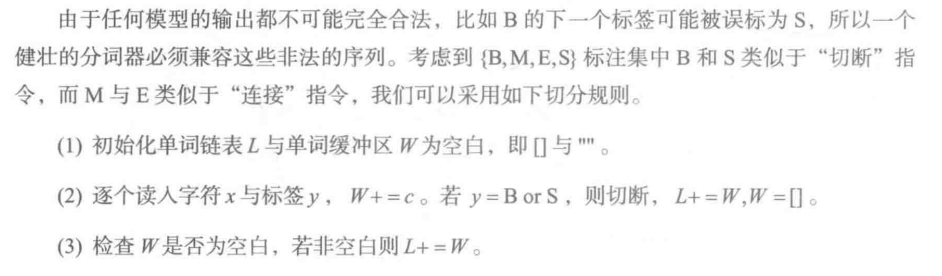 由于任何模型的输出都不可能完全合法，比如 B 的下一个标签可能被误标为 S，所以一个
健壮的分词器必须兼容这些非法的序列。考虑到 {B,M,E,S} 标注集中 B 和 S 类似于“切断”指
令，而 M 与 E 类似于“连接”指令，我们可以采用如下切分规则。
(1) 初始化单词链表 L 与单词缓冲区 W 为空白，即 [] 与 "" 。
(2) 逐个读入字符 x 与标签 y ，W+=c 。若 y=B or S ，则切断，L+=W,W=[] 。
(3) 检查 W 是否为空白，若非空白则 L+=W 。